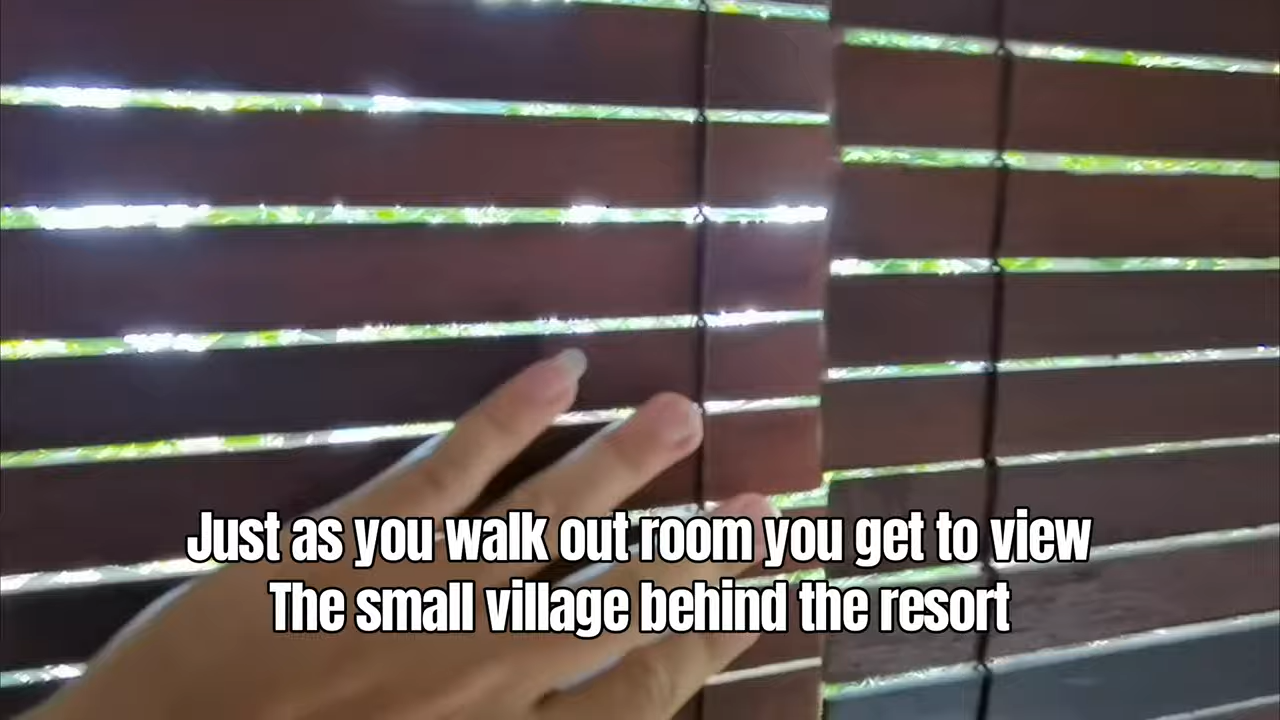 Just as you walk out room you get to view
The small village behind the resort